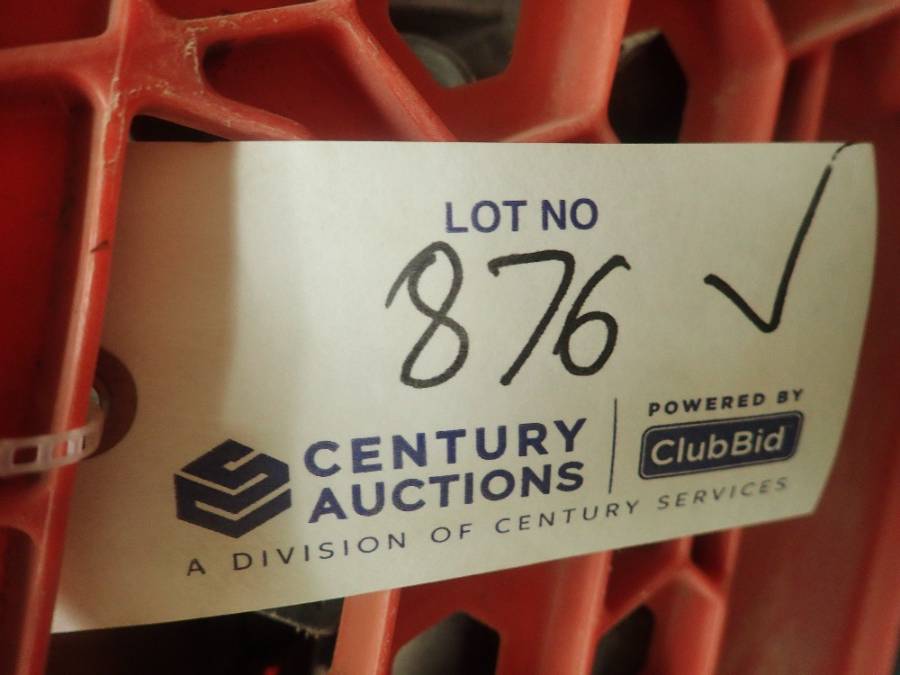 LOT NO
876 ✓
CENTURY
AUCTIONS
POWERED BY
ClubBid
A DIVISION OF CENTURY SERVICES